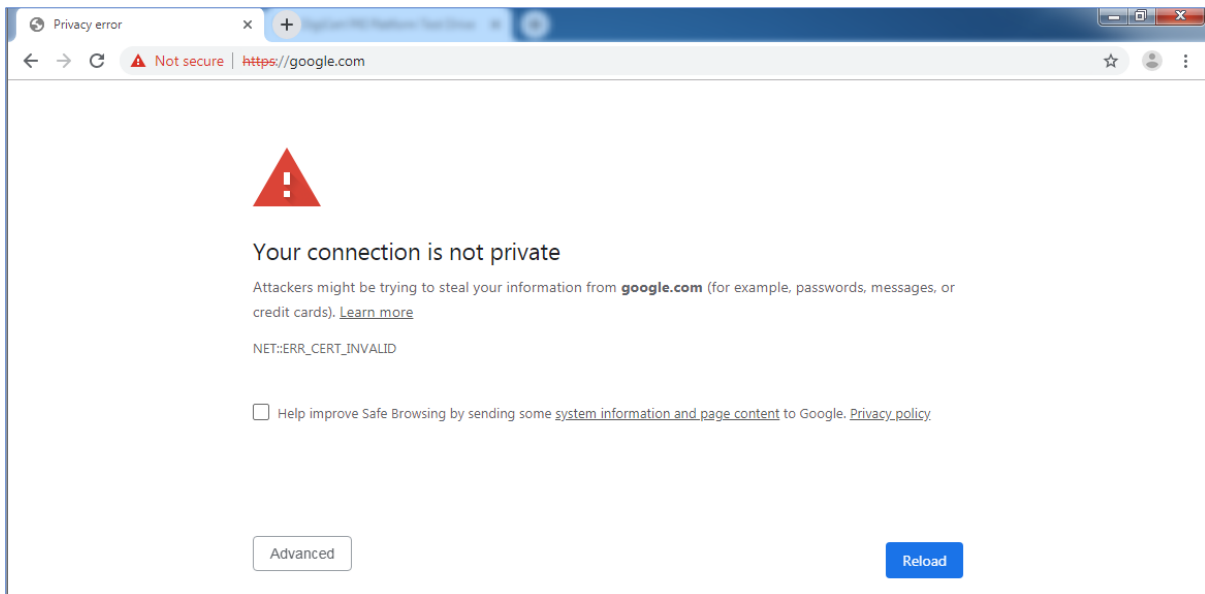 Privacy error
Not secure | https://google.com
Your connection is not private
Attackers might be trying to steal your information from google.com (for example, passwords, messages, or
credit cards). Learn more
NET::ERR_CERT_INVALID
Help improve Safe Browsing by sending some system information and page content to Google. Privacy policy
Advanced
Reload